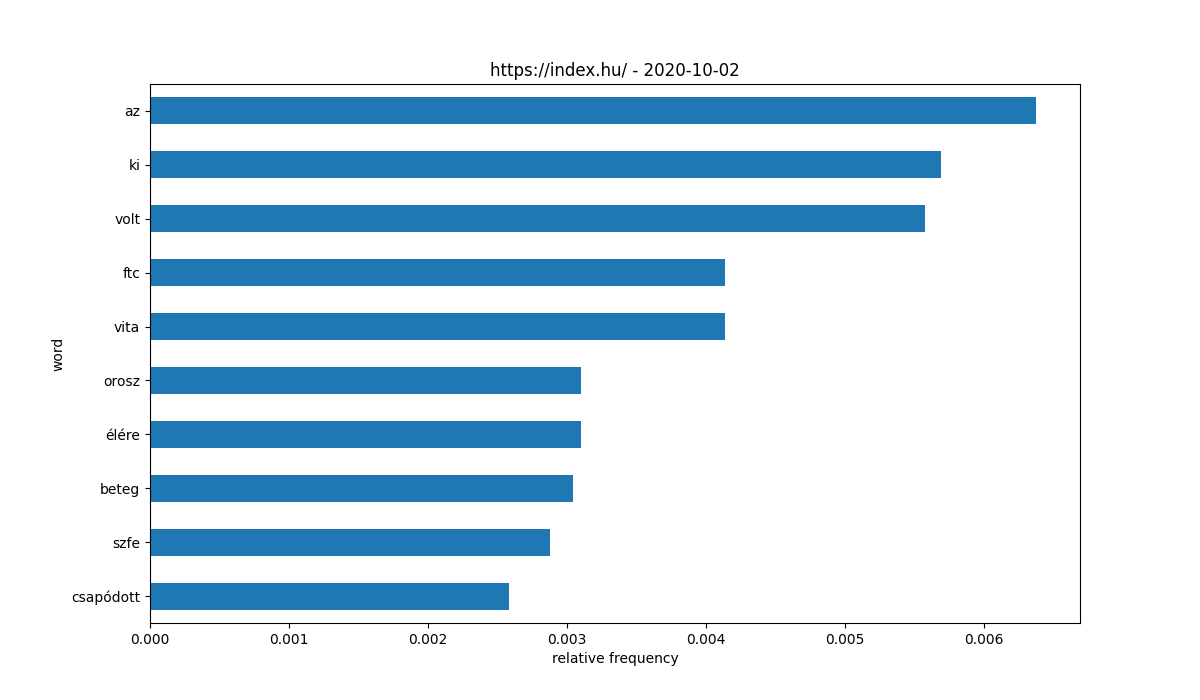 https://index.hu/ - 2020-10-02
az
ki
volt
ftc
vita
orosz
élére
beteg
szfe
csapódott
word
0.000 0.001 0.002 0.003 0.004 0.005 0.006
relative frequency